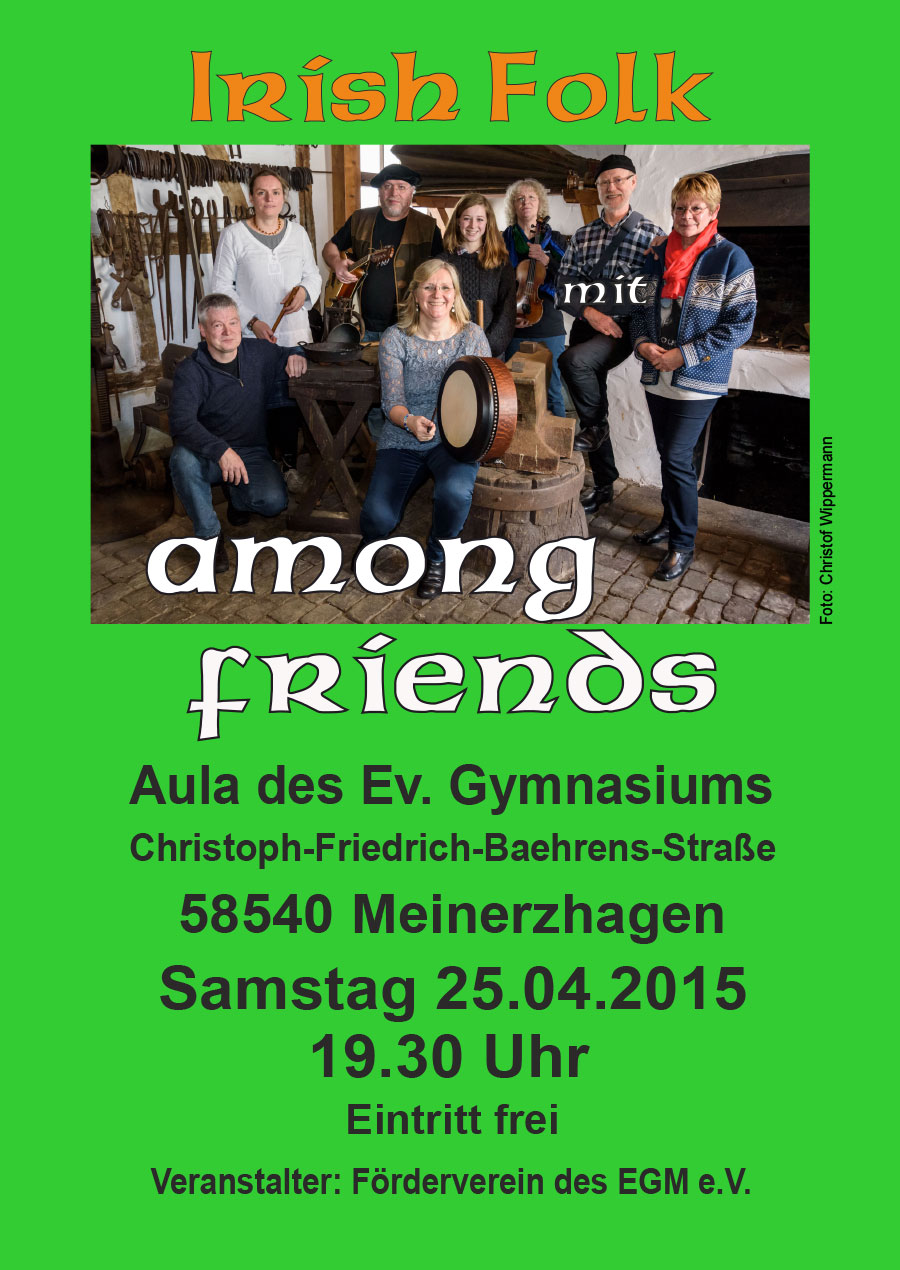 Irish Folk
mit
among
friends
Foto: Christof Wippermann
Aula des Ev. Gymnasiums
Christoph-Friedrich-Baehrens-Straße
58540 Meinerzhagen
Samstag 25.04.2015
19.30 Uhr
Eintritt frei
Veranstalter: Förderverein des EGM e.V.